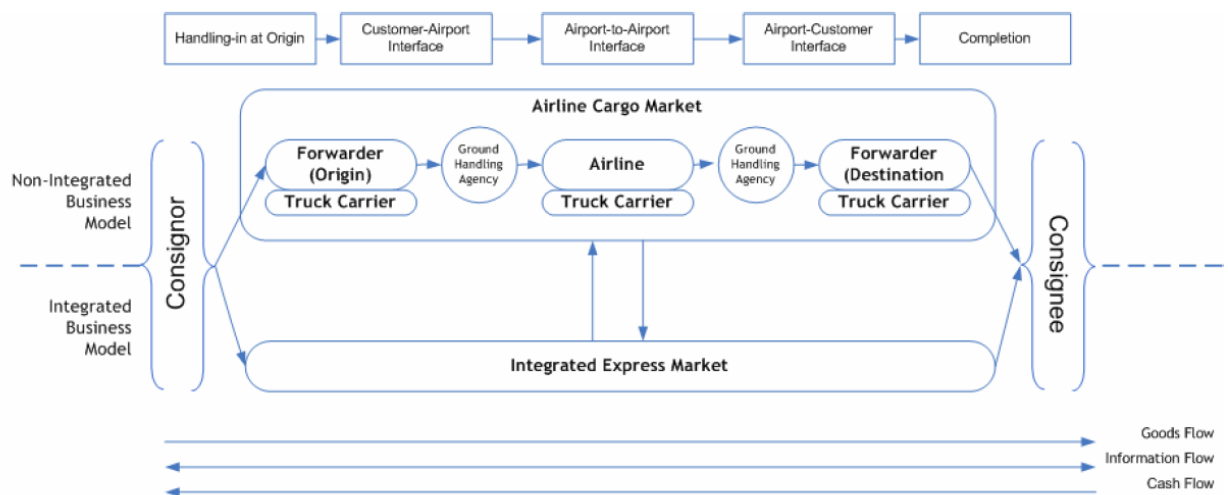 Handling-in at Origin
Customer-Airport
Interface
Airport-to-Airport
Interface
Airport-Customer
Interface
Completion
Airline Cargo Market
Non-Integrated
Business
Model
Consignor
Forwarder
(Origin)
Truck Carrier
Ground
Handling
Agency
Airline
Truck Carrier
Ground
Handling
Agency
Forwarder
(Destination
Truck Carrier
Consignee
Integrated
Business
Model
Integrated Express Market
Goods Flow
Information Flow
Cash Flow